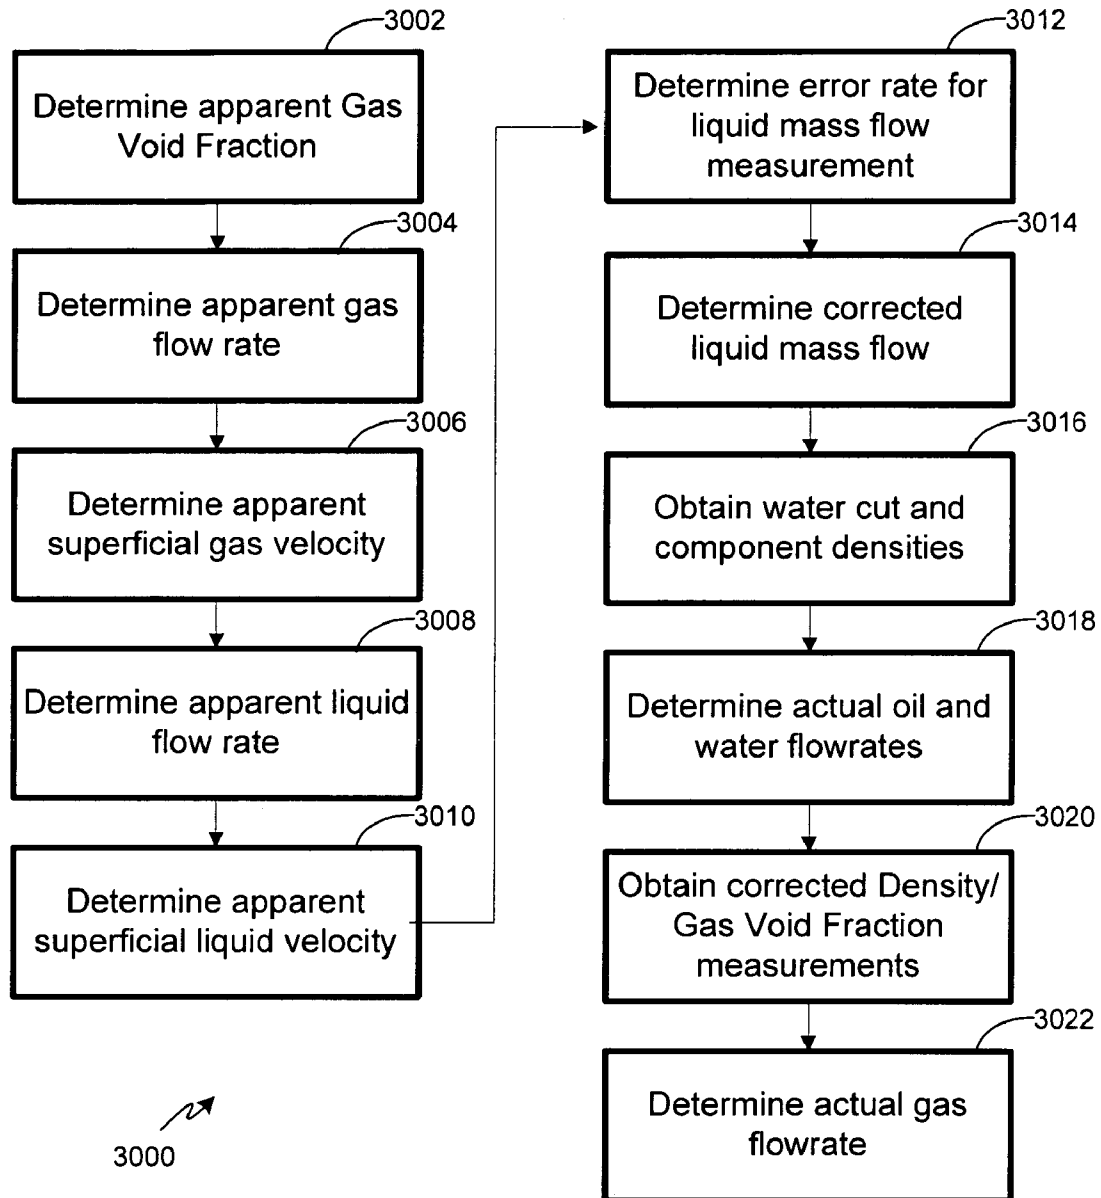 3002
Determine apparent Gas
Void Fraction
3004
Determine apparent gas
flow rate
3006
Determine apparent
superficial gas velocity
3008
Determine apparent liquid
flow rate
3010
Determine apparent
superficial liquid velocity
3000
3012
Determine error rate for
liquid mass flow
measurement
3014
Determine corrected
liquid mass flow
3016
Obtain water cut and
component densities
3018
Determine actual oil and
water flowrates
3020
Obtain corrected Density/
Gas Void Fraction
measurements
3022
Determine actual gas
flowrate